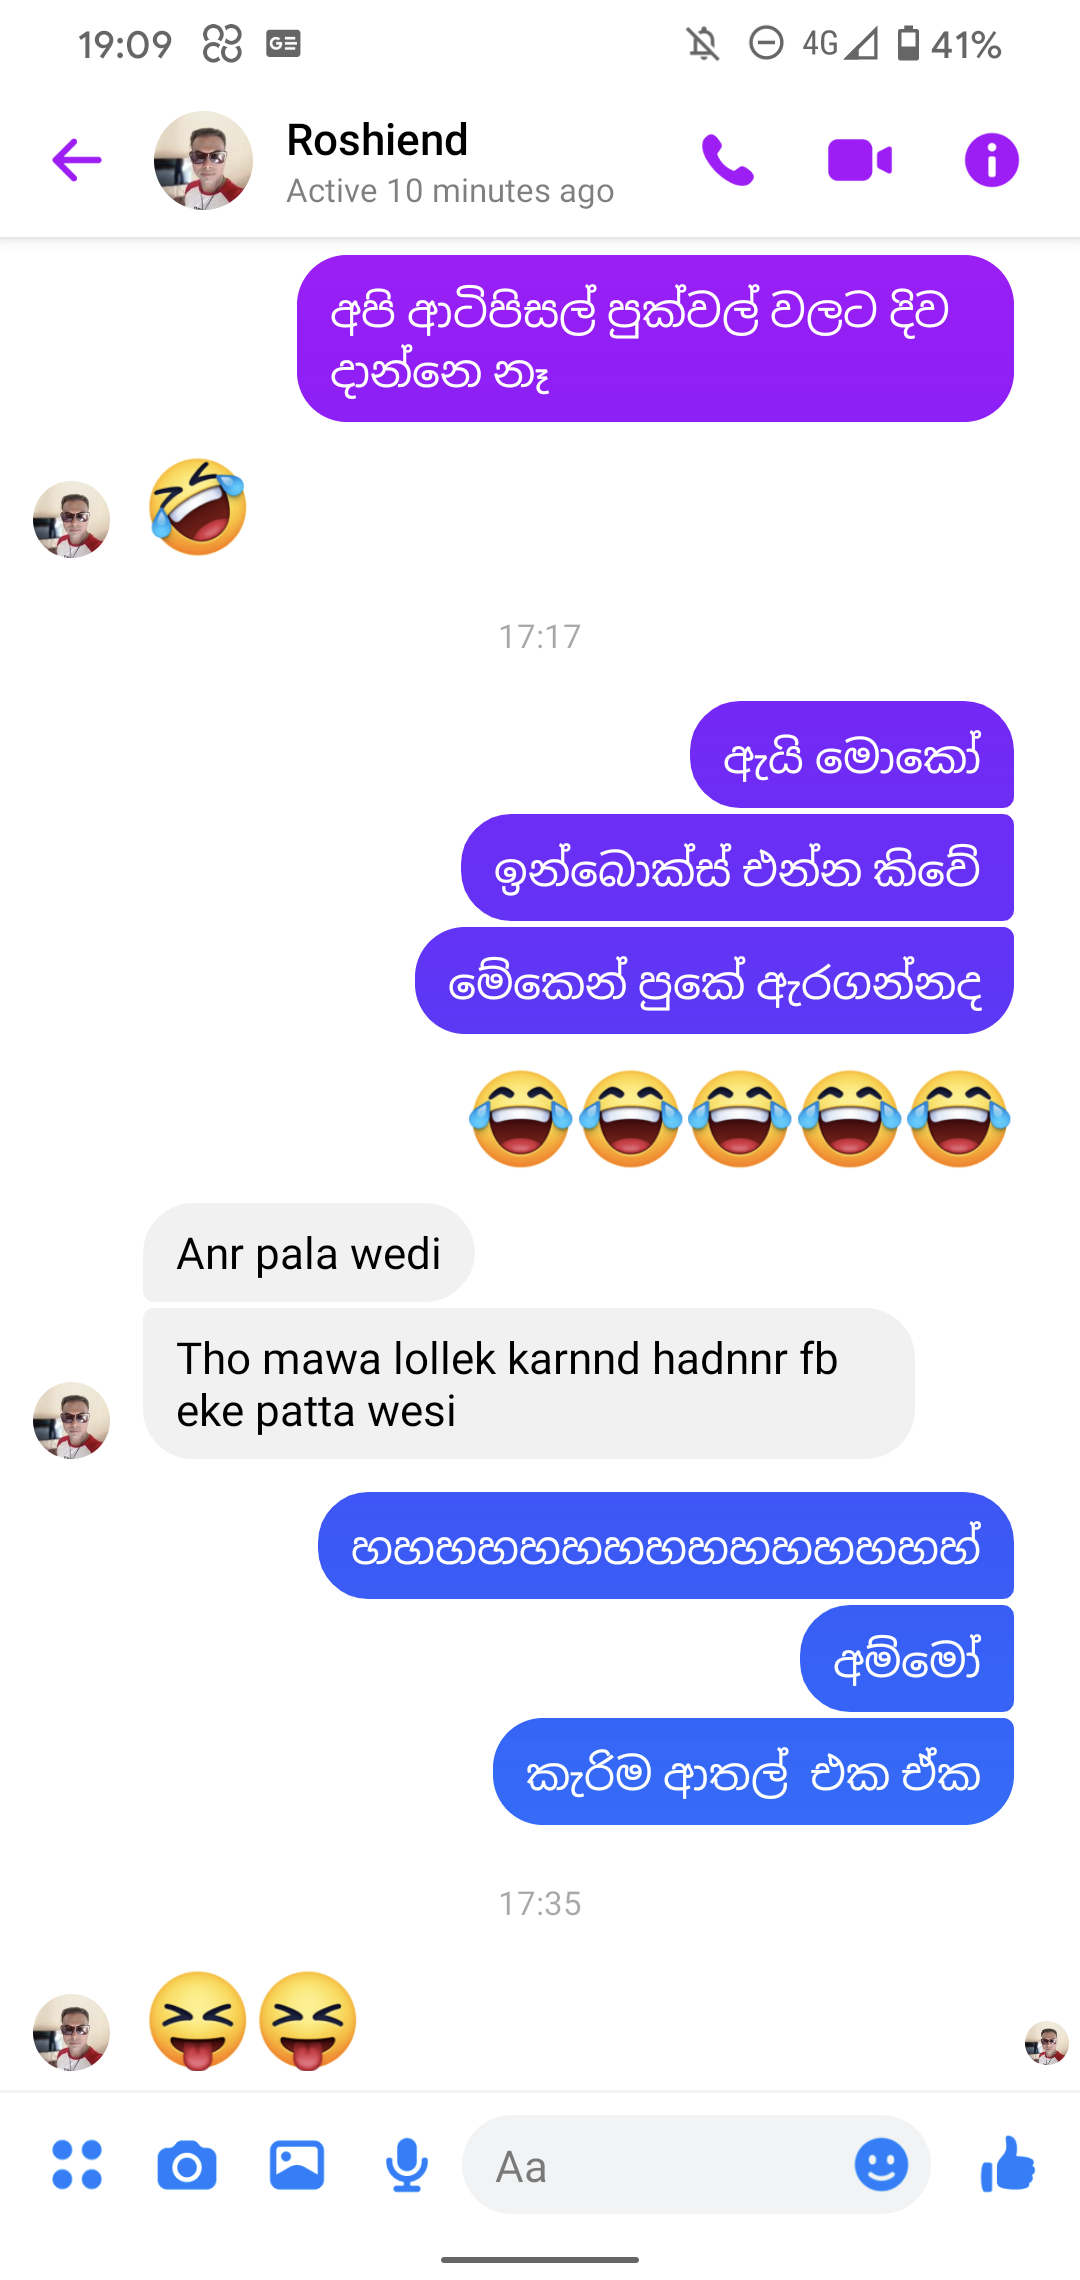 19:09
GE
4G
41%
Roshiend
Active 10 minutes ago
අපි ආටිපිසල් පුක්වල් වලට දිව
දාන්නෙ නෑ
🤣
17:17
ඇයි මොකෝ
ඉන්බොක්ස් එන්න කිවේ
මේකෙන් පුකේ ඇරගන්නද
😂😂😂😂😂
Anr pala wedi
Tho mawa lollek karnnd hadnnr fb
eke patta wesi
හහහහහහහහහහහහහහහ්
අම්මෝ
කැරිම ආතල්  එක ඒක
17:35
😝😝
Aa